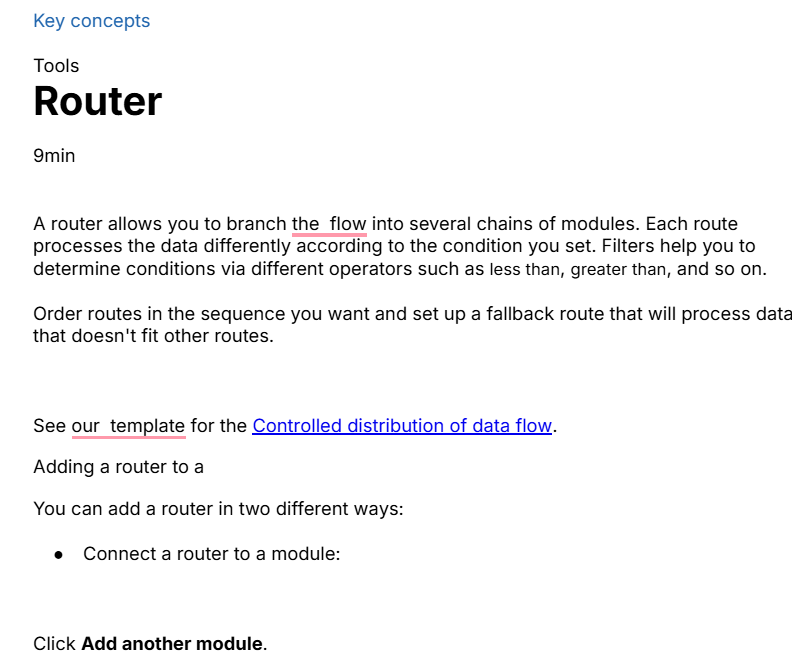 Key concepts
Tools
Router
9min
A router allows you to branch the  flow into several chains of modules. Each route
processes the data differently according to the condition you set. Filters help you to
determine conditions via different operators such as less than, greater than, and so on.
Order routes in the sequence you want and set up a fallback route that will process data
that doesn't fit other routes.
See our  template for the Controlled distribution of data flow.
Adding a router to a
You can add a router in two different ways:
● Connect a router to a module:
Click Add another module.